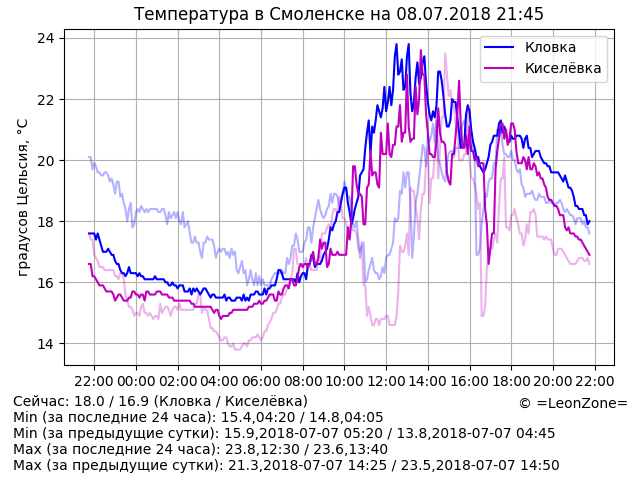 Температура в Смоленске на 08.07.2018 21:45
24
22
20
18
16
14
градусов Цельсия, °C
Кловка
Киселёвка
22:00 00:00 02:00 04:00 06:00 08:00 10:00 12:00 14:00 16:00 18:00 20:00 22:00
Сейчас: 18.0 / 16.9 (Кловка / Киселёвка)
© =LeonZone=
Min (за последние 24 часа): 15.4,04:20 / 14.8,04:05
Min (за предыдущие сутки): 15.9,2018-07-07 05:20 / 13.8,2018-07-07 04:45
Max (за последние 24 часа): 23.8,12:30 / 23.6,13:40
Max (за предыдущие сутки): 21.3,2018-07-07 14:25 / 23.5,2018-07-07 14:50